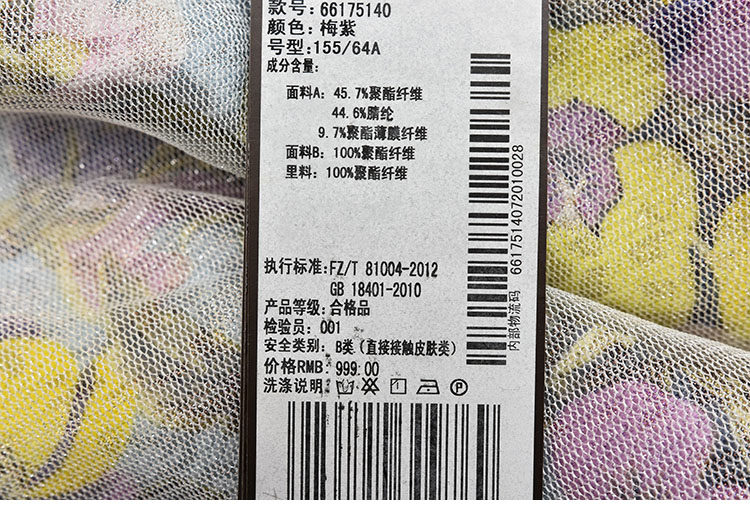 款号: 66175140
颜色: 梅紫
号型: 155/64A
成分含量:
面料A: 45.7%聚酯纤维
44.6%腈纶
9.7%聚酯薄膜纤维
面料B: 100%聚酯纤维
里料: 100%聚酯纤维
执行标准: FZ/T 81004-2012
GB 18401-2010
产品等级: 合格品
检验员: 001
安全类别: B类(直接接触皮肤类)
价格RMB: 999.00
洗涤说明:
内部物流码 6617514072010028